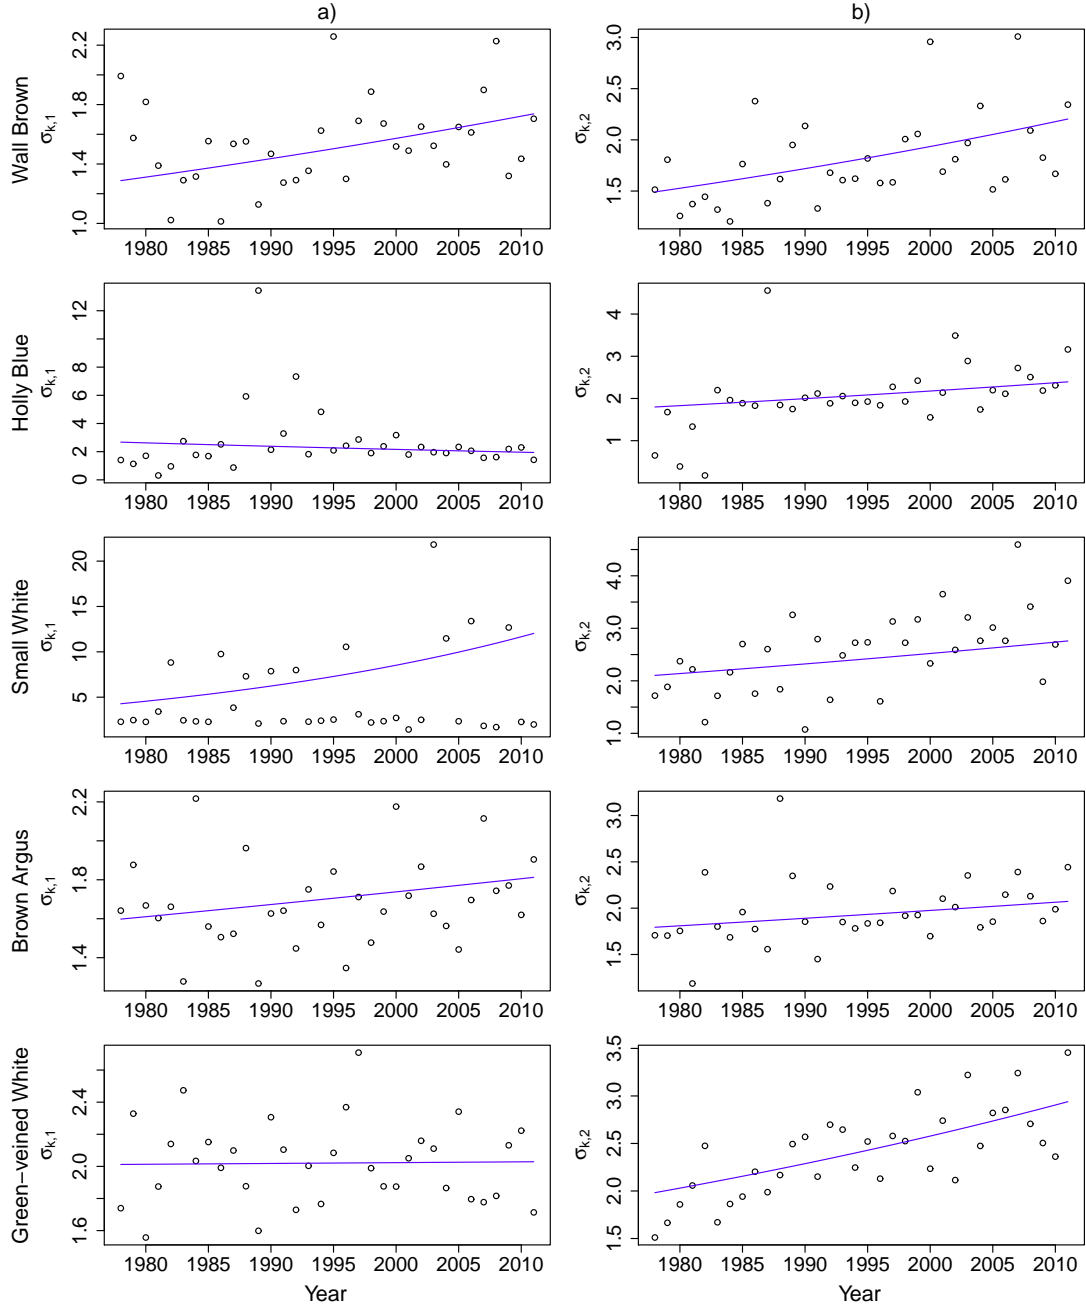 a)
b)
Wall Brown
σk,1
1.0 1.4 1.8 2.2
1980 1985 1990 1995 2000 2005 2010
σk,2
1.5 2.0 2.5 3.0
1980 1985 1990 1995 2000 2005 2010
Holly Blue
σk,1
0 2 4 6 8 12
1980 1985 1990 1995 2000 2005 2010
σk,2
1 2 3 4
1980 1985 1990 1995 2000 2005 2010
Small White
σk,1
5 10 15 20
1980 1985 1990 1995 2000 2005 2010
σk,2
1.0 2.0 3.0 4.0
1980 1985 1990 1995 2000 2005 2010
Brown Argus
σk,1
1.4 1.8 2.2
1980 1985 1990 1995 2000 2005 2010
σk,2
1.5 2.0 2.5 3.0
1980 1985 1990 1995 2000 2005 2010
Green−veined White
σk,1
1.6 2.0 2.4
1980 1985 1990 1995 2000 2005 2010
Year
σk,2
1.5 2.0 2.5 3.0 3.5
1980 1985 1990 1995 2000 2005 2010
Year